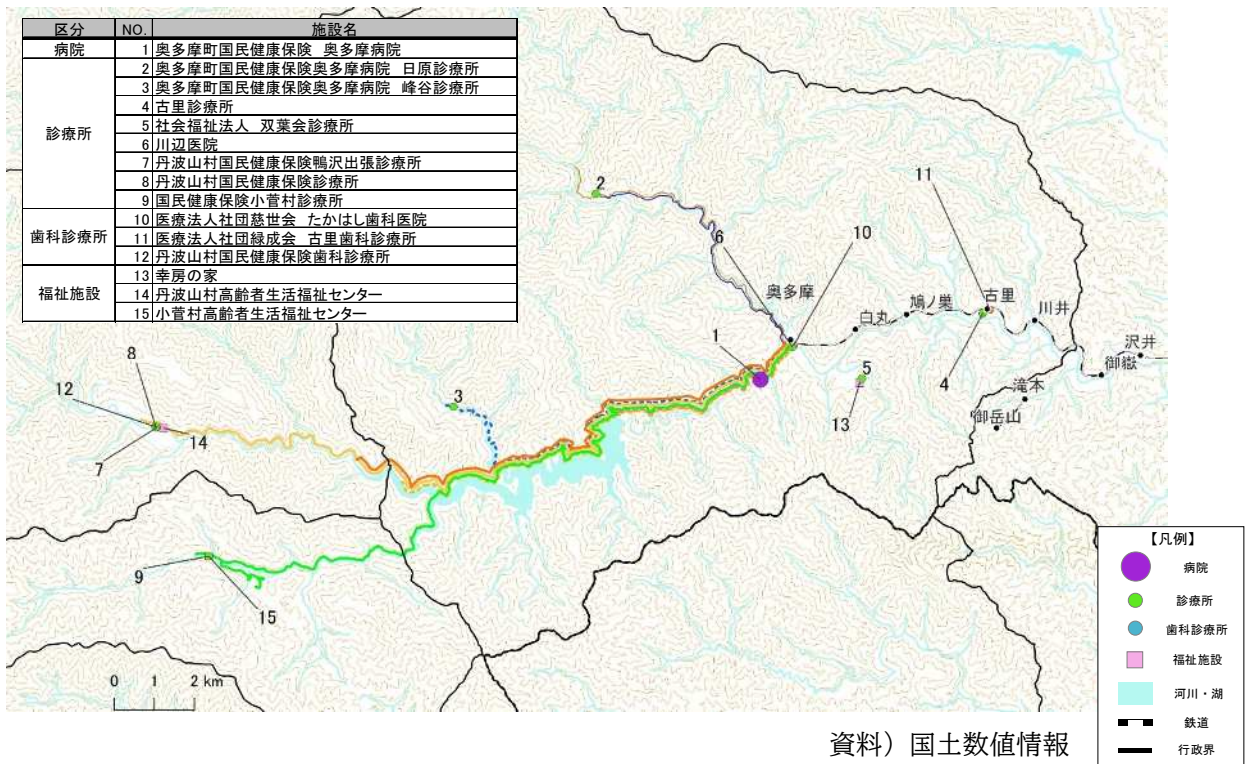 区分 NO. 施設名
病院 1 奥多摩町国民健康保険 奥多摩病院
診療所 2 奥多摩町国民健康保険奥多摩病院 日原診療所
3 奥多摩町国民健康保険奥多摩病院 峰谷診療所
4 古里診療所
5 社会福祉法人 双葉会診療所
6 川辺医院
7 丹波山村国民健康保険鴨沢出張診療所
8 丹波山村国民健康保険診療所
9 国民健康保険小菅村診療所
歯科診療所 10 医療法人社団慈世会 たかはし歯科医院
11 医療法人社団緑成会 古里歯科診療所
12 丹波山村国民健康保険歯科診療所
福祉施設 13 幸房の家
14 丹波山村高齢者生活福祉センター
15 小菅村高齢者生活福祉センター
2
11
6
10
奥多摩
鳩ノ巣
古里
川井
白丸
沢井
御嶽
1
5
4
滝本
8
12
3
13
御岳山
14
7
9
15
0 1 2 km
【凡例】
病院
診療所
歯科診療所
福祉施設
河川・湖
鉄道
行政界
資料）国土数値情報